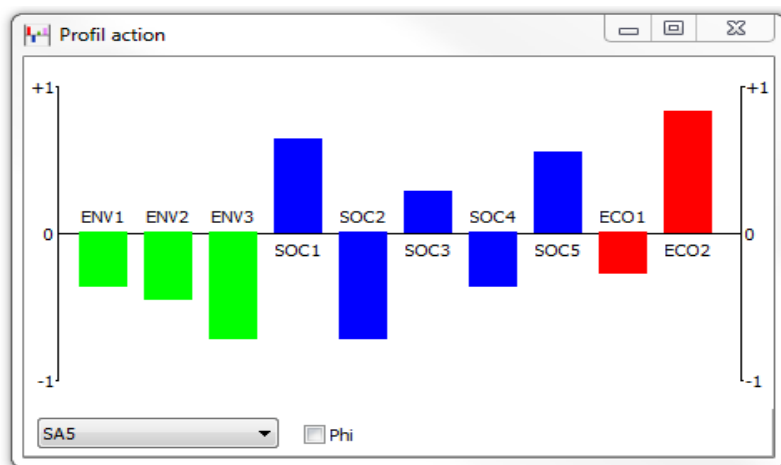 Profil action
+1 +1
ENV1 ENV2 ENV3 SOC2 SOC4 ECO1
0 0
SOC1 SOC3 SOC5 ECO2
-1 -1
SA5 Phi